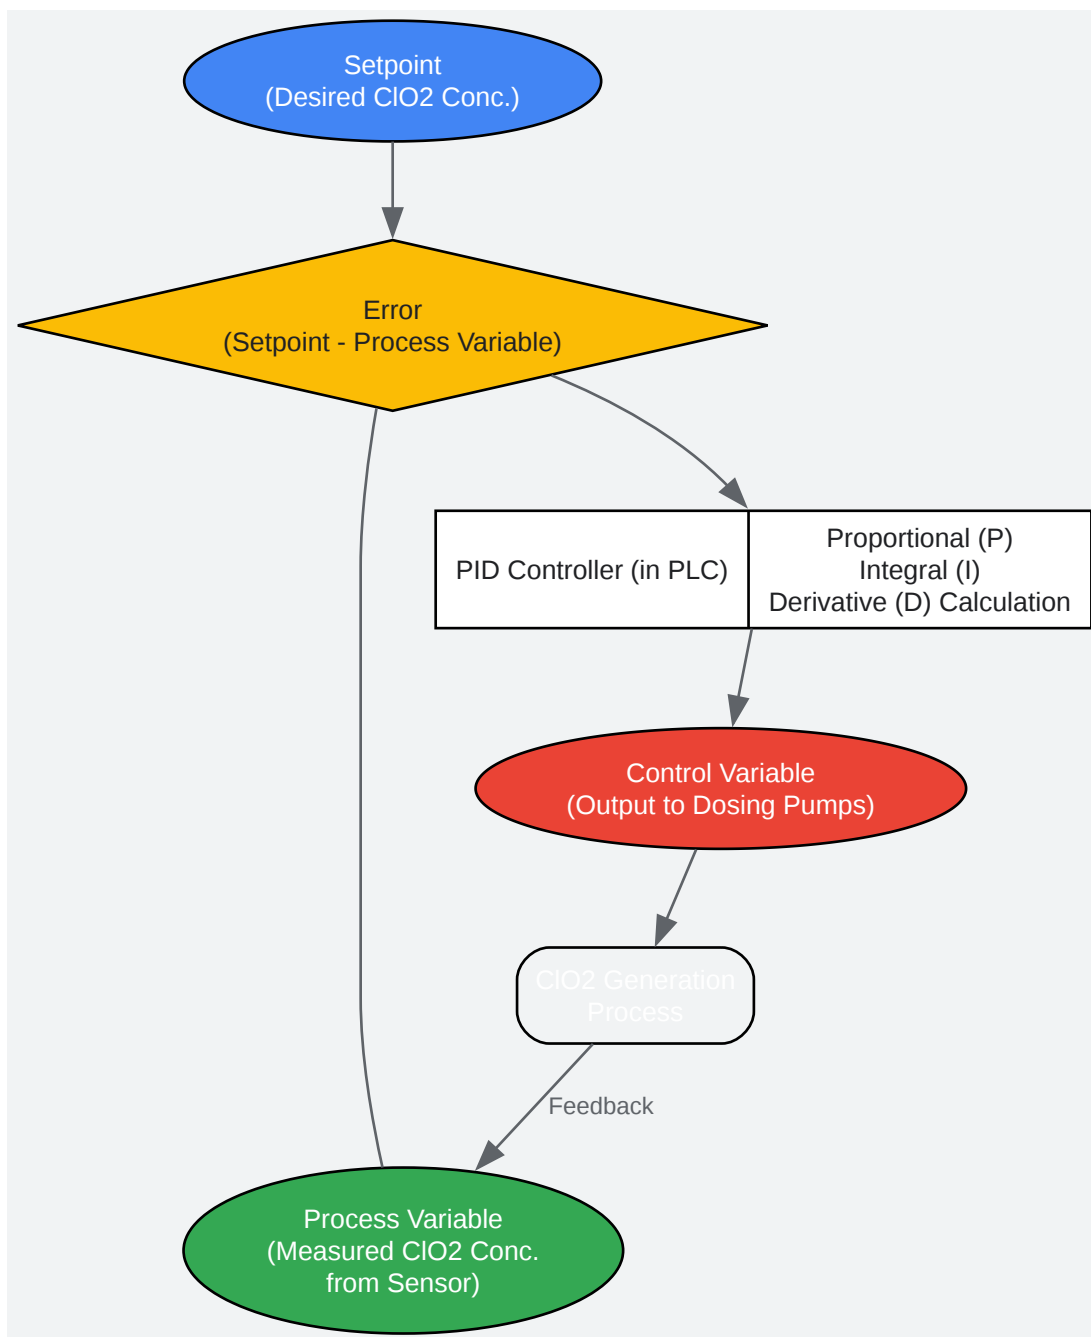 Setpoint
(Desired ClO2 Conc.)
Error
(Setpoint - Process Variable)
PID Controller (in PLC)
Proportional (P)
Integral (I)
Derivative (D) Calculation
Control Variable
(Output to Dosing Pumps)
ClO2 Generation
Process
Feedback
Process Variable
(Measured ClO2 Conc.
from Sensor)